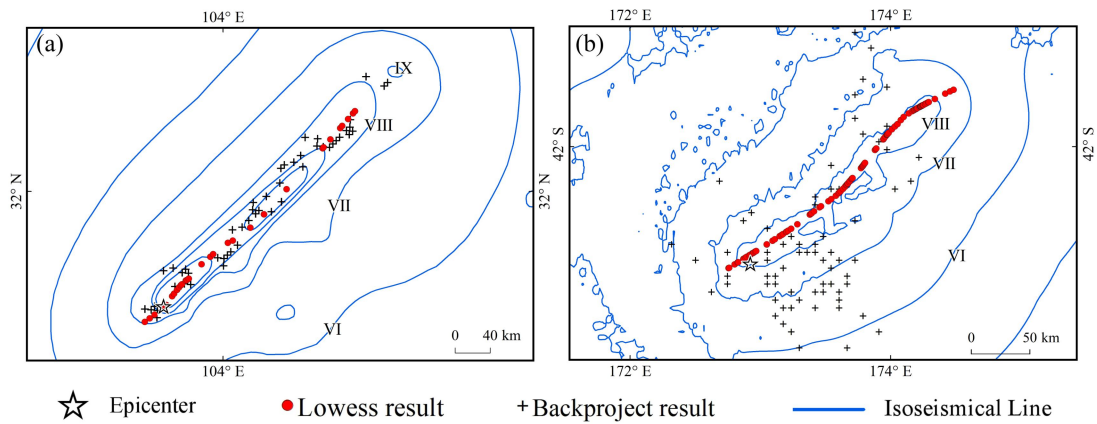 104° E
172° E
174° E
(a)
(b)
IX
VIII
VIII
42° S
42° S
VII
32° N
32° N
VII
VI
VI
0 40 km
0 50 km
104° E
172° E
174° E
Epicenter
Lowess result
Backproject result
Isoseismical Line